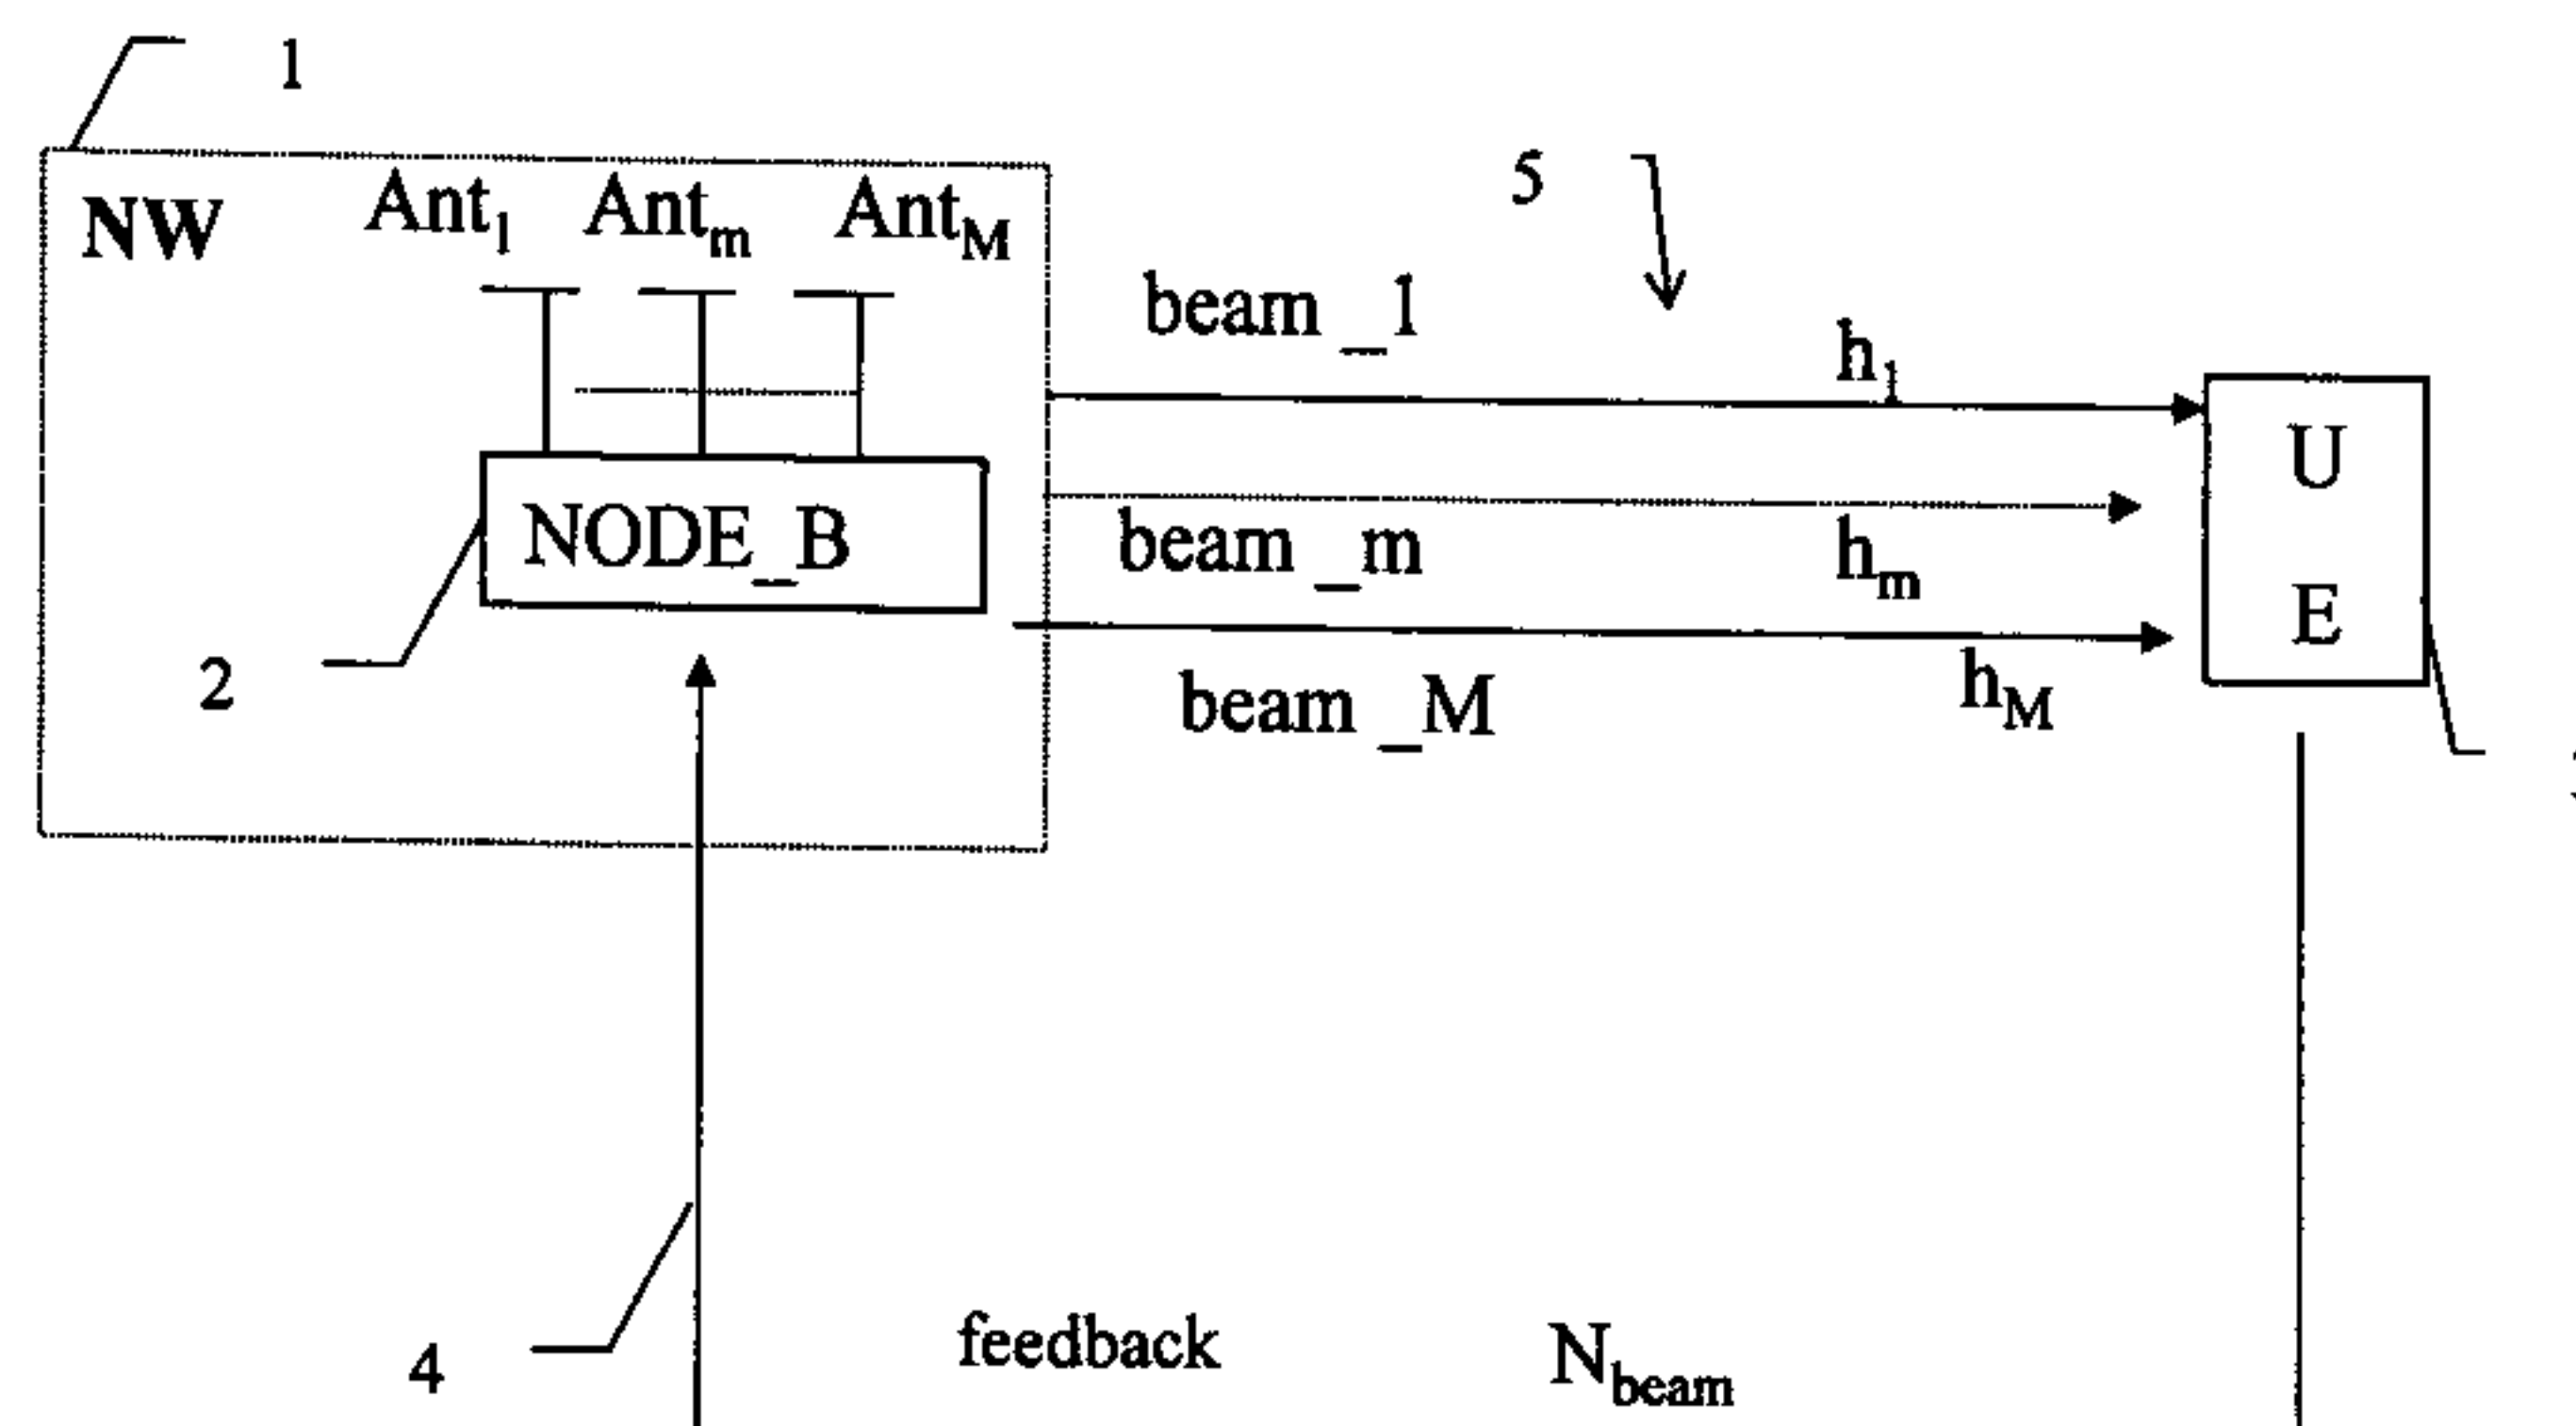 1
NW
Ant1
Antm
AntM
5
beam _1
h1
NODE_B
beam _m
hm
U
E
2
beam _M
hM
4
feedback
Nbeam